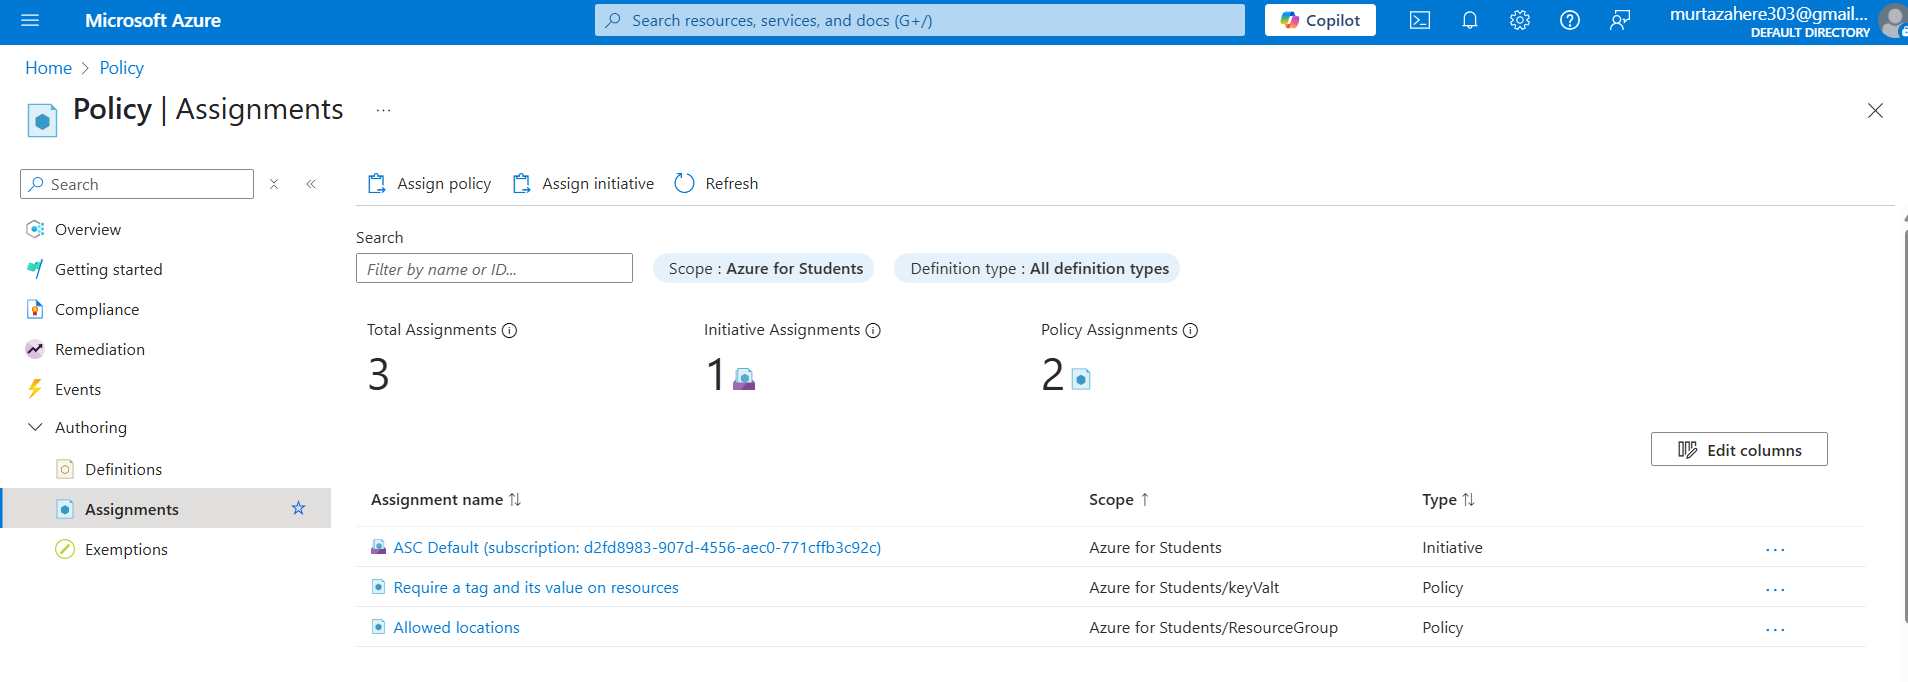 Microsoft Azure
Search resources, services, and docs (G+/)
Copilot
murtazahere303@gmail...
DEFAULT DIRECTORY
Home > Policy
Policy | Assignments ...
Search
Overview
Getting started
Compliance
Remediation
Events
Authoring
Definitions
Assignments
Exemptions
Assign policy Assign initiative Refresh
Search
Filter by name or ID... Scope : Azure for Students Definition type : All definition types
Total Assignments Initiative Assignments Policy Assignments
3 1 2
Edit columns
Assignment name Scope Type
ASC Default (subscription: d2fd8983-907d-4556-aec0-771cffb3c92c) Azure for Students Initiative ...
Require a tag and its value on resources Azure for Students/keyValt Policy ...
Allowed locations Azure for Students/ResourceGroup Policy ...